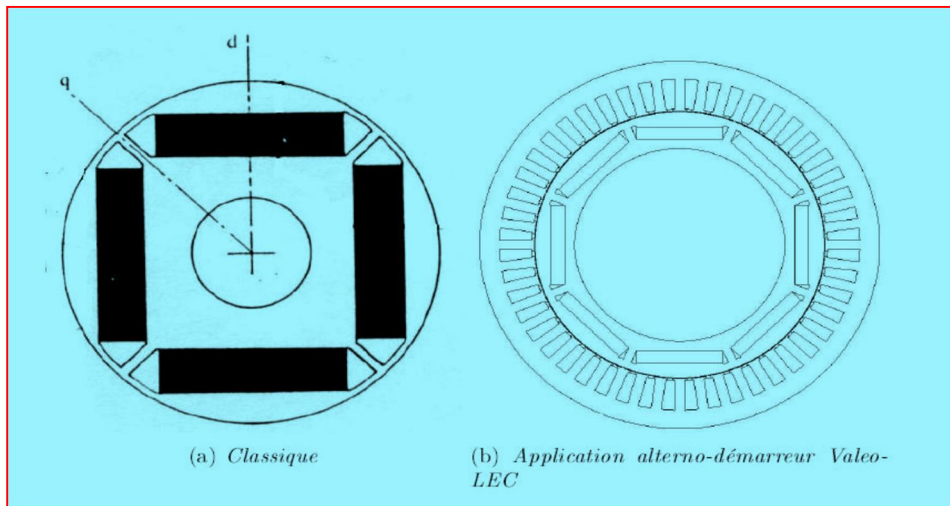 d
q
(a) Classique
(b) Application alterno-démarreur Valeo-
LEC